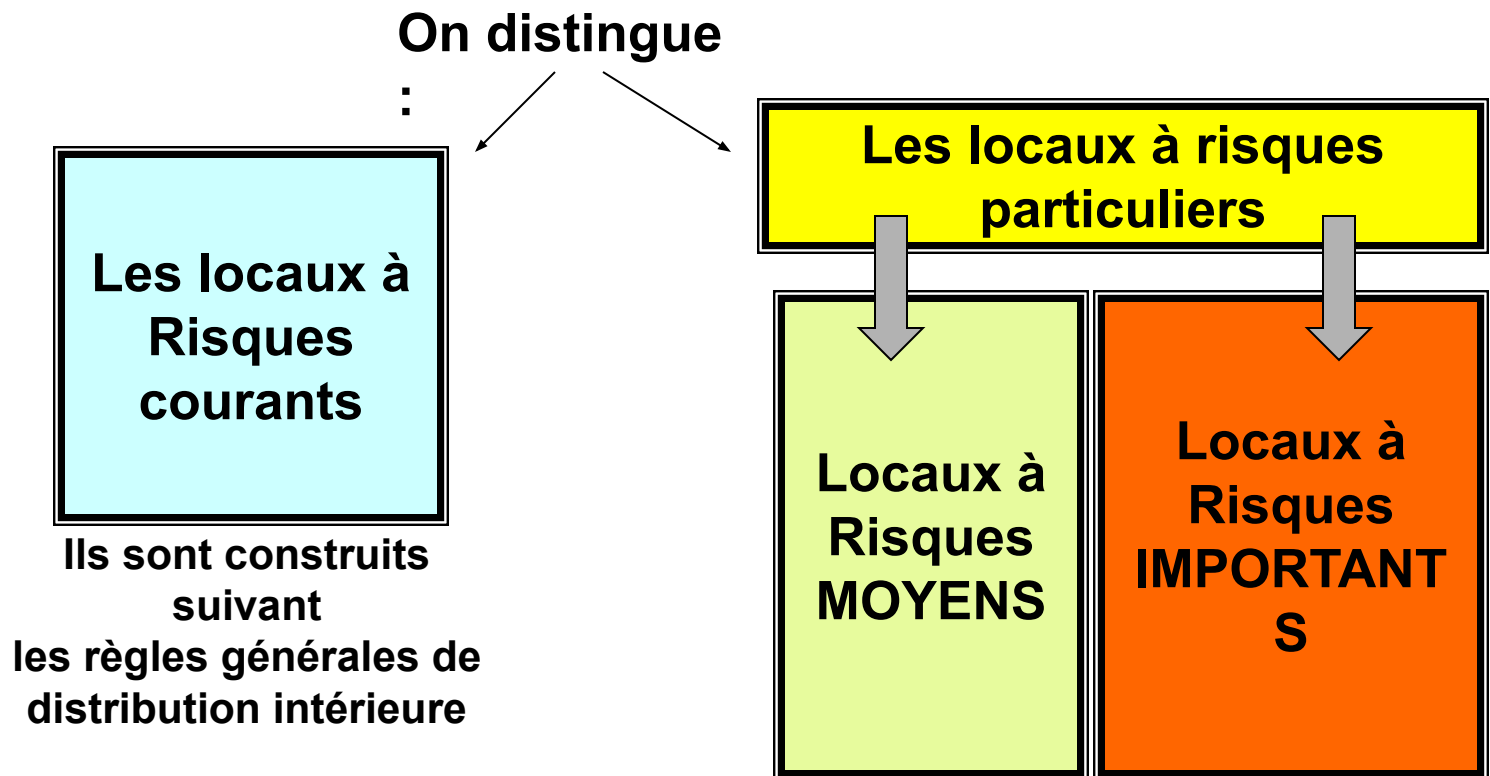 On distingue
:
Les locaux à
Risques
courants
Ils sont construits
suivant
les règles générales de
distribution intérieure
Les locaux à risques
particuliers
Locaux à
Risques
MOYENS
Locaux à
Risques
IMPORTANT
S